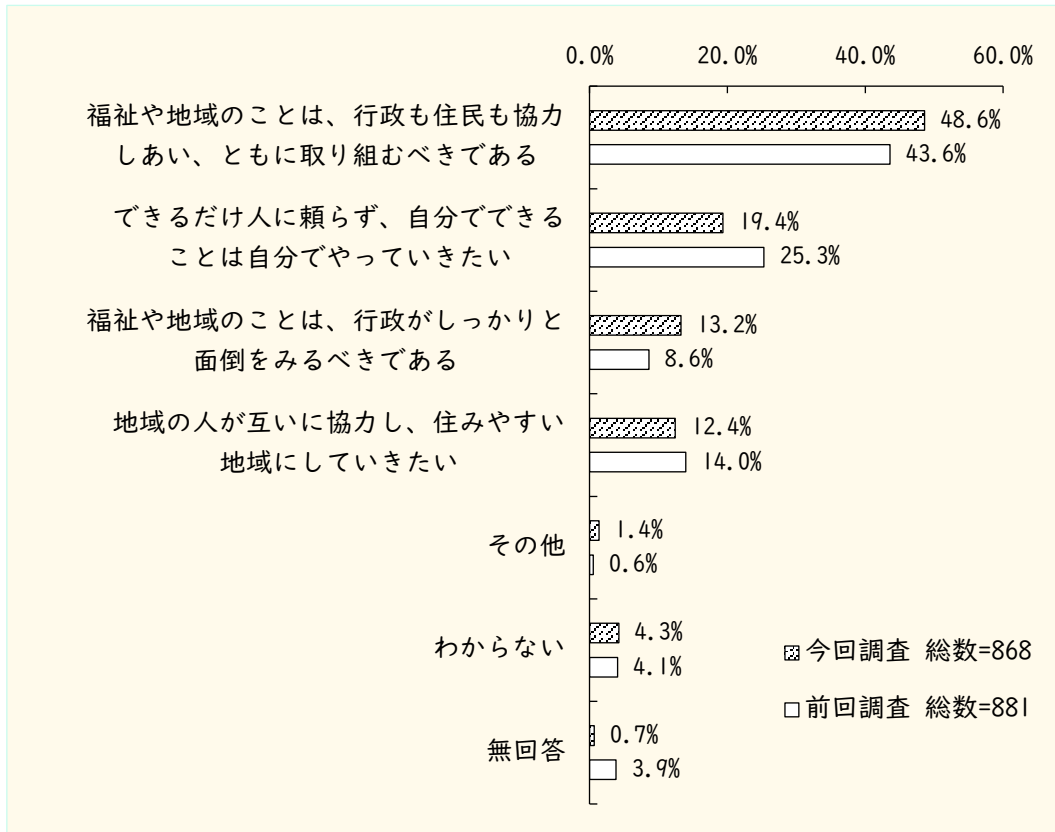 0.0% 20.0% 40.0% 60.0%
福祉や地域のことは、行政も住民も協力
しあい、ともに取り組むべきである
48.6%
43.6%
できるだけ人に頼らず、自分でできる
ことは自分でやっていきたい
19.4%
25.3%
福祉や地域のことは、行政がしっかりと
面倒をみるべきである
13.2%
8.6%
地域の人が互いに協力し、住みやすい
地域にしていきたい
12.4%
14.0%
その他
1.4%
0.6%
わからない
4.3%
4.1%
無回答
0.7%
3.9%
今回調査 総数=868
前回調査 総数=881